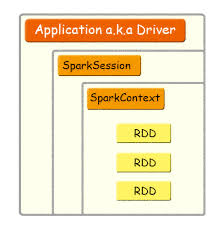 Application a.k.a Driver
SparkSession
SparkContext
RDD
RDD
RDD